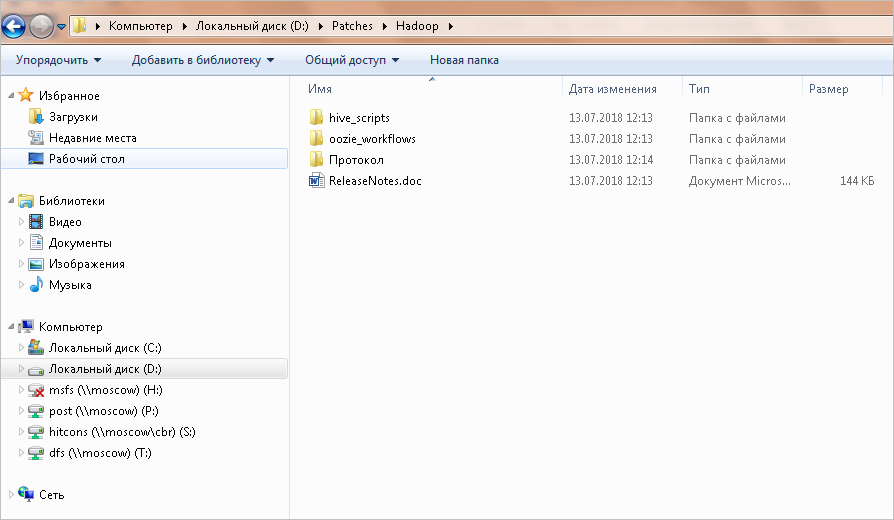 Компьютер Локальный диск (D:) Patches Hadoop
Упорядочить Добавить в библиотеку Общий доступ Новая папка
Избранное
Загрузки
Недавние места
Рабочий стол
Библиотеки
Видео
Документы
Изображения
Музыка
Компьютер
Локальный диск (C:)
Локальный диск (D:)
msfs (\\moscow) (H:)
post (\\moscow) (P:)
hitcons (\\moscow\cbr) (S:)
dfs (\\moscow) (T:)
Сеть
Имя Дата изменения Тип Размер
hive_scripts 13.07.2018 12:13 Папка с файлами
oozie_workflows 13.07.2018 12:13 Папка с файлами
Протокол 13.07.2018 12:14 Папка с файлами
ReleaseNotes.doc 13.07.2018 12:13 Документ Micros... 144 КБ